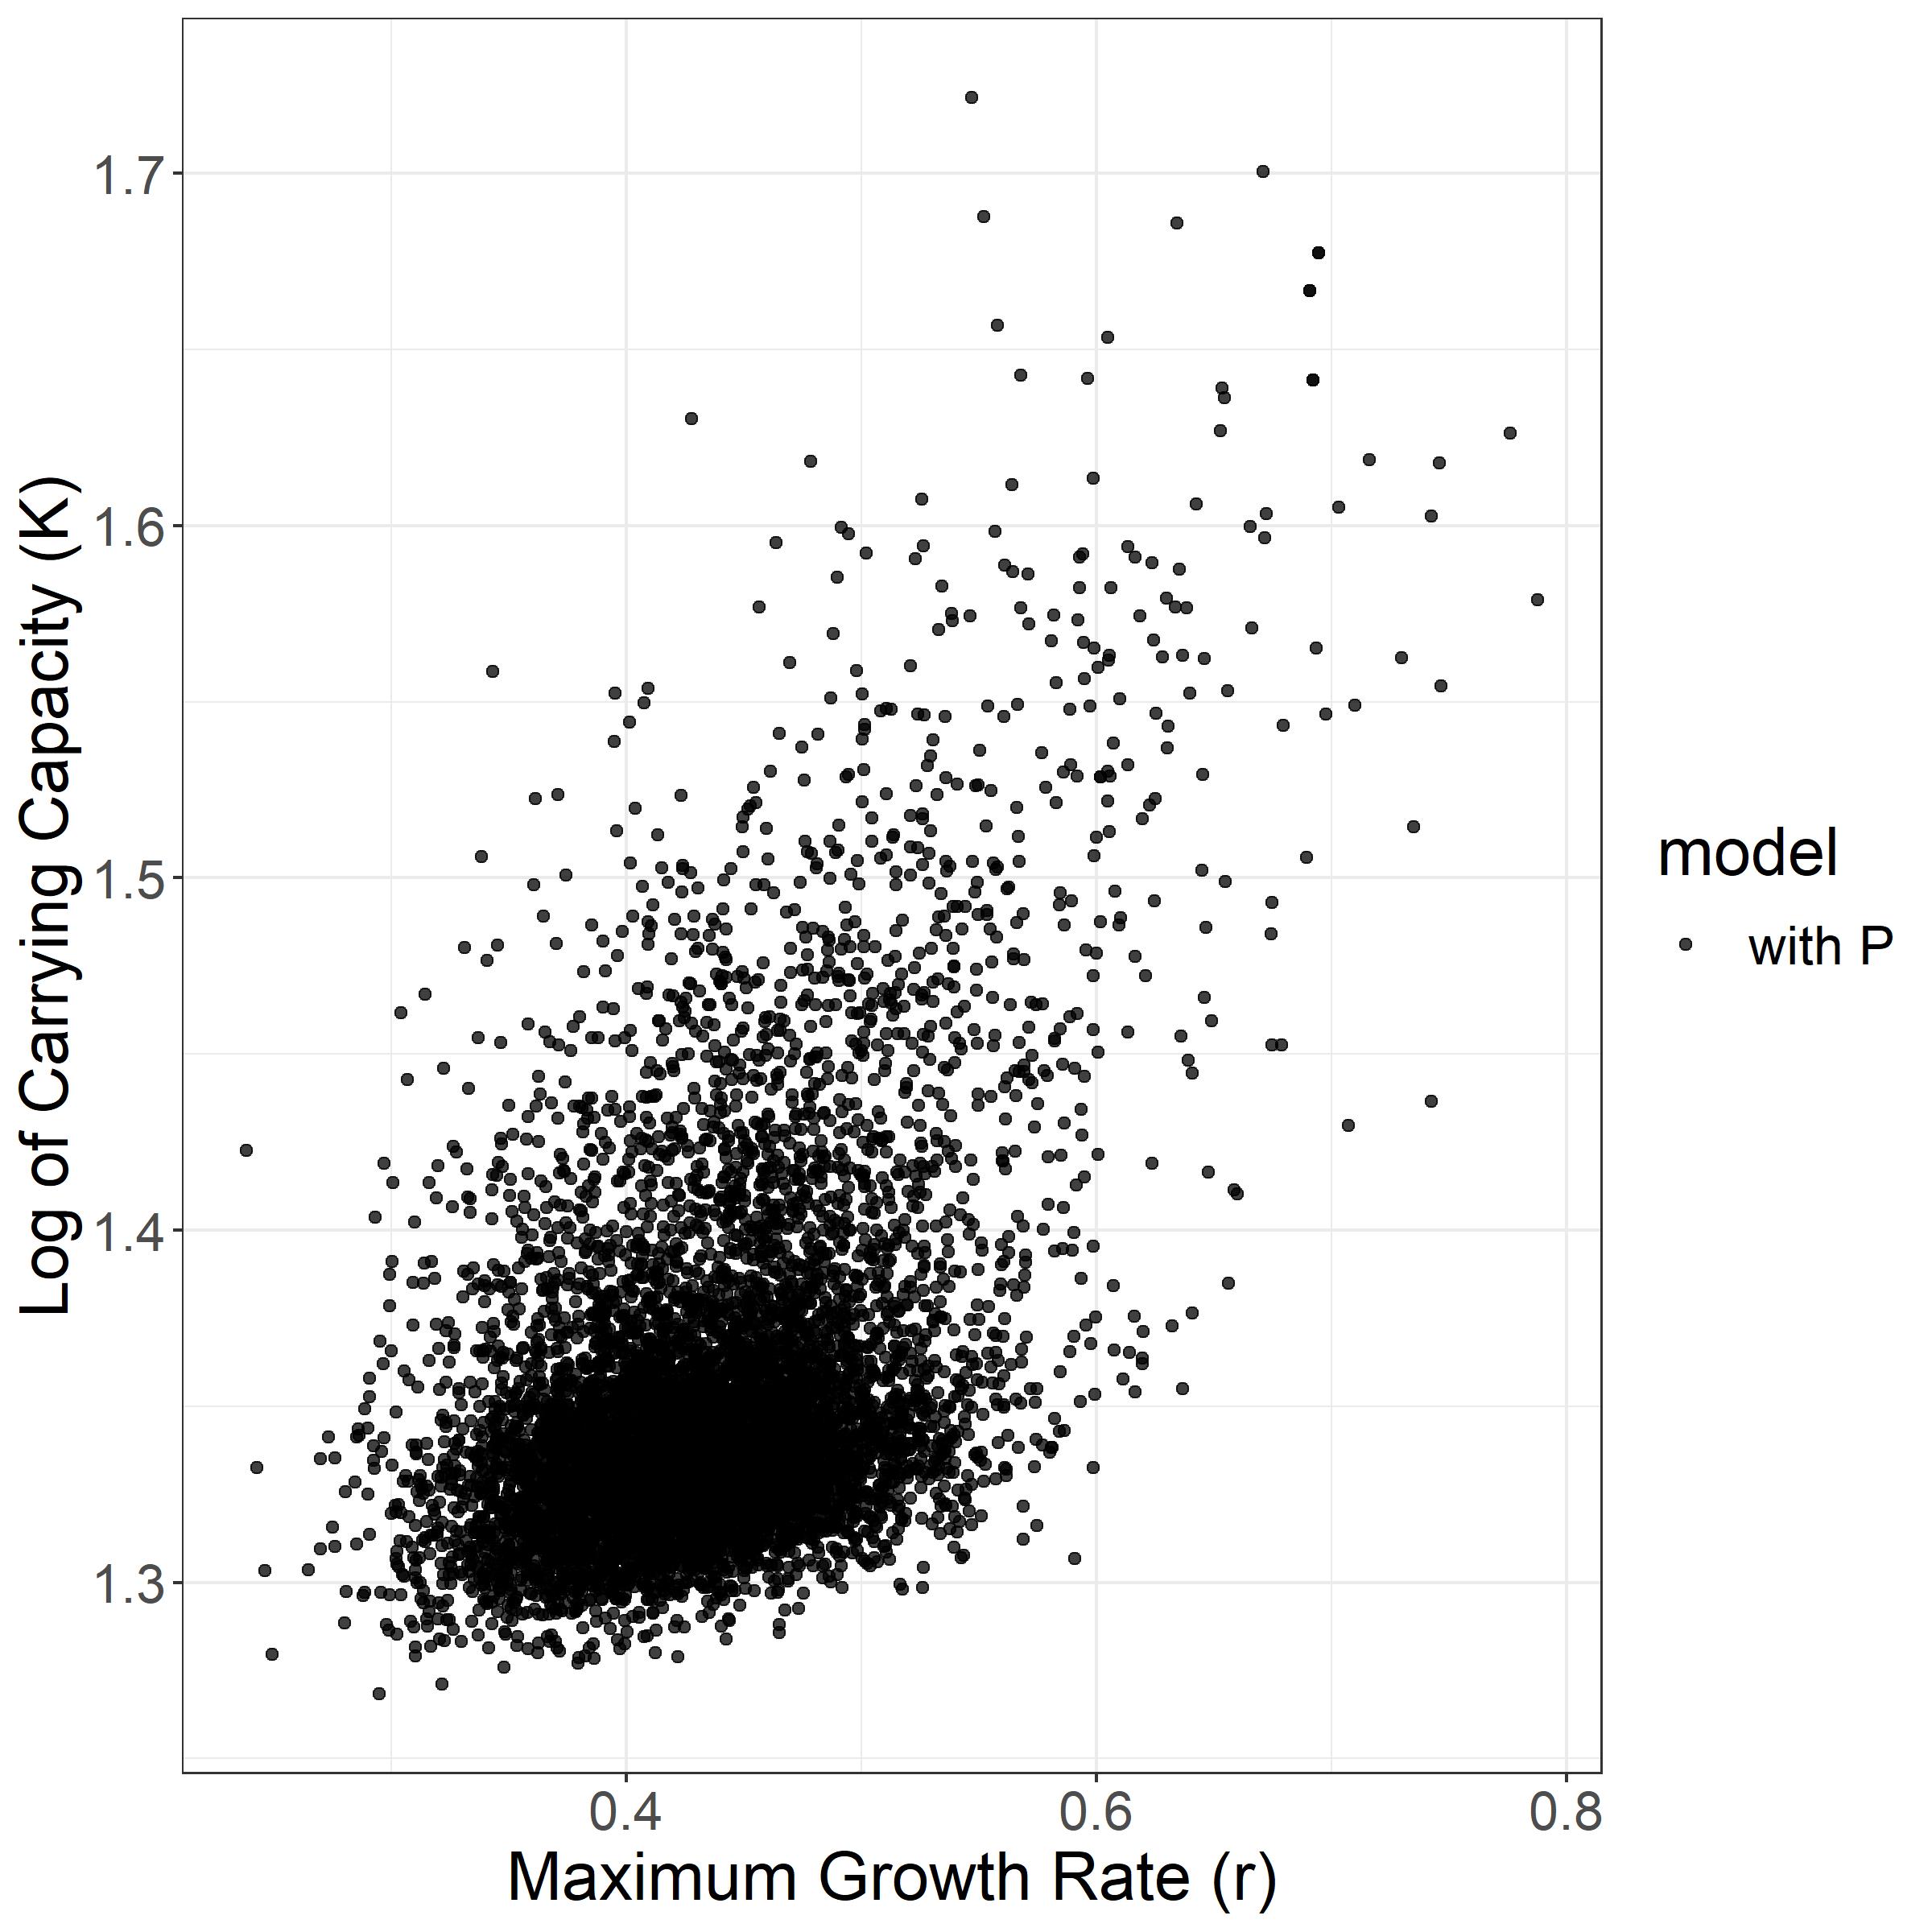 Log of Carrying Capacity (K)
1.7
1.6
1.5
1.4
1.3
0.4 0.6 0.8
Maximum Growth Rate (r)
model
with P